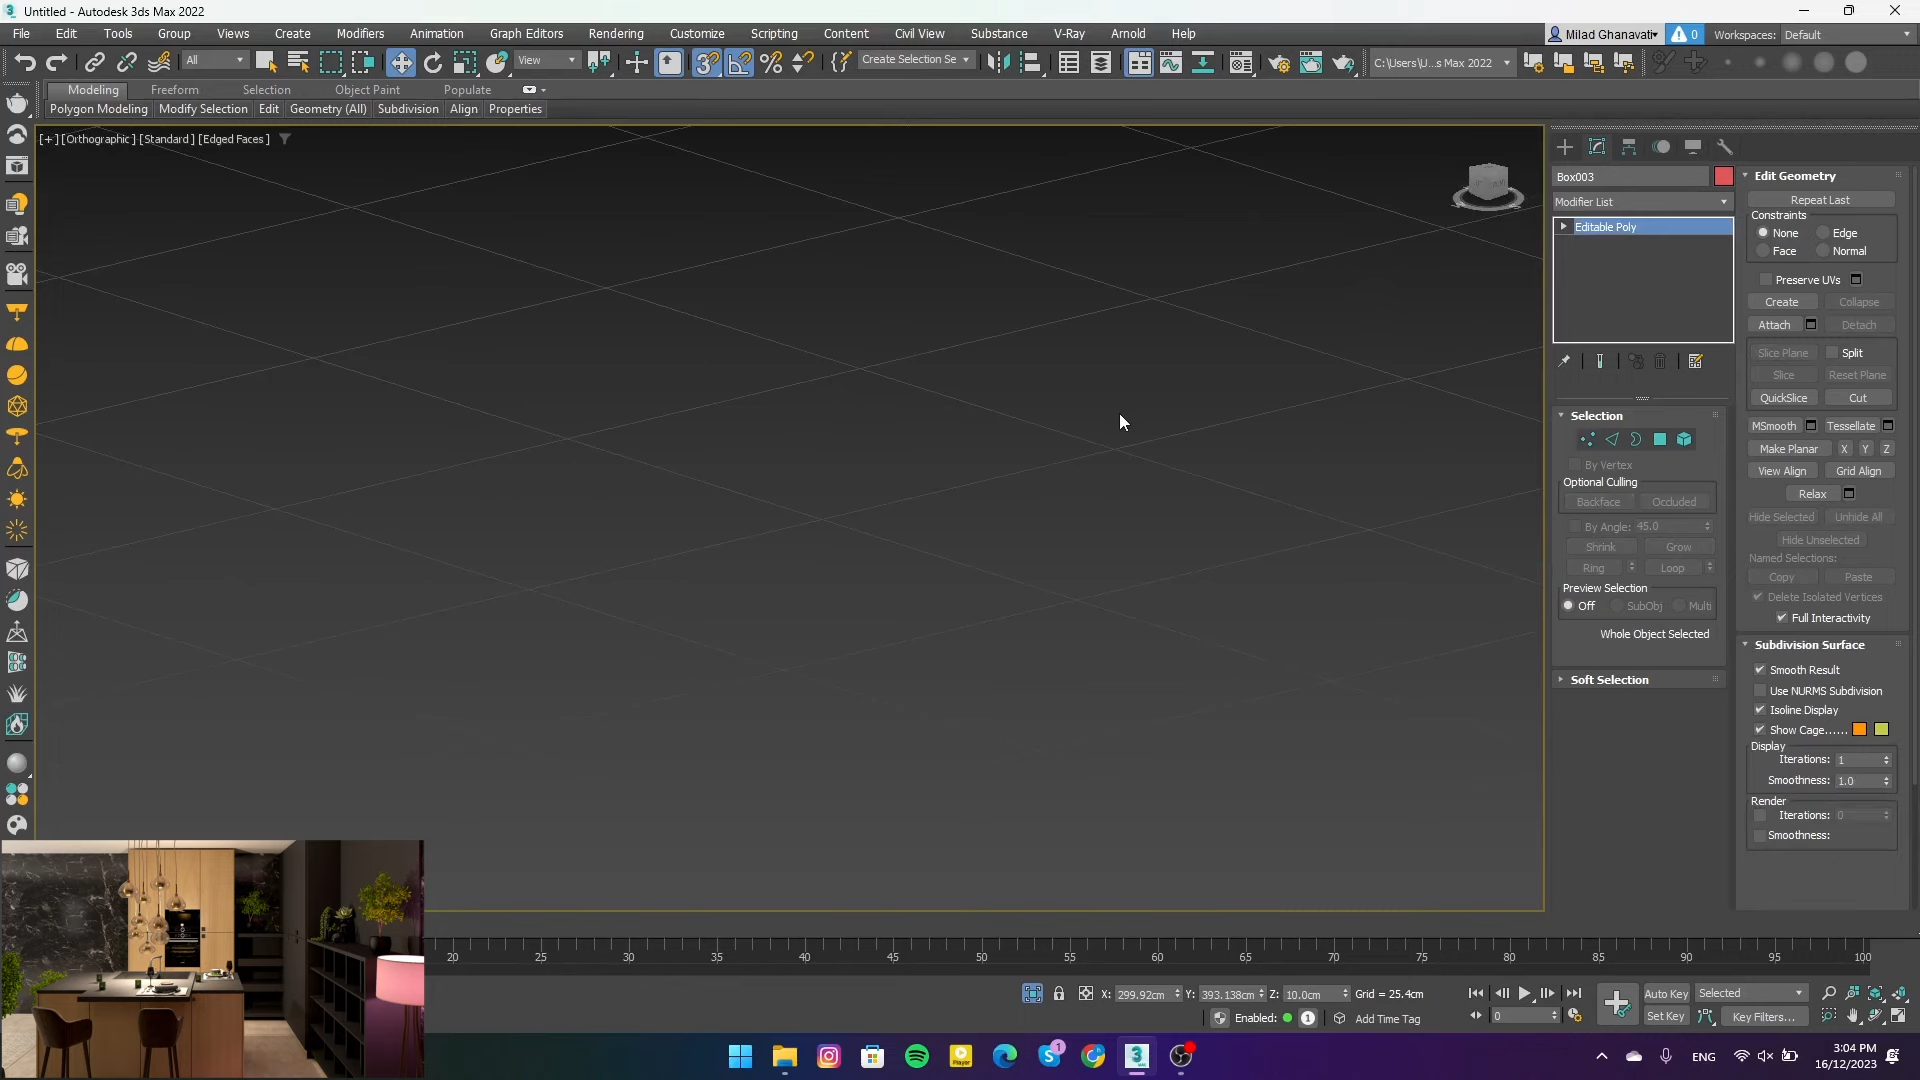 Untitled - Autodesk 3ds Max 2022
File Edit Tools Group Views Create Modifiers Animation Graph Editors Rendering Customize Scripting Content Civil View Substance V-Ray Arnold Help
Milad Ghanavati 0 Workspaces: Default
All View Create Selection Se C:\Users\U...s Max 2022
Modeling Freeform Selection Object Paint Populate
Polygon Modeling Modify Selection Edit Geometry (All) Subdivision Align Properties
[+] [Orthographic] [Standard] [Edged Faces]
Box003
Modifier List
Editable Poly
Selection
By Vertex
Optional Culling
Backface Occluded
By Angle: 45.0
Shrink Grow
Ring Loop
Preview Selection
Off SubObj Multi
Whole Object Selected
Soft Selection
Edit Geometry
Repeat Last
Constraints
None Edge
Face Normal
Preserve UVs
Create Collapse
Attach Detach
Slice Plane Split
Slice Reset Plane
QuickSlice Cut
MSmooth Tessellate
Make Planar X Y Z
View Align Grid Align
Relax
Hide Selected Unhide All
Hide Unselected
Named Selections:
Copy Paste
Delete Isolated Vertices
Full Interactivity
Subdivision Surface
Smooth Result
Use NURMS Subdivision
Isoline Display
Show Cage......
Display
Iterations: 1
Smoothness: 1.0
Render
Iterations: 0
Smoothness:
20 25 30 35 40 45 50 55 60 65 70 75 80 85 90 95 100
X: 299.92cm Y: 393.138cm Z: 10.0cm Grid = 25.4cm
Auto Key Selected
Enabled: 1 Add Time Tag
0 Set Key Key Filters...
1
ENG
3:04 PM
16/12/2023